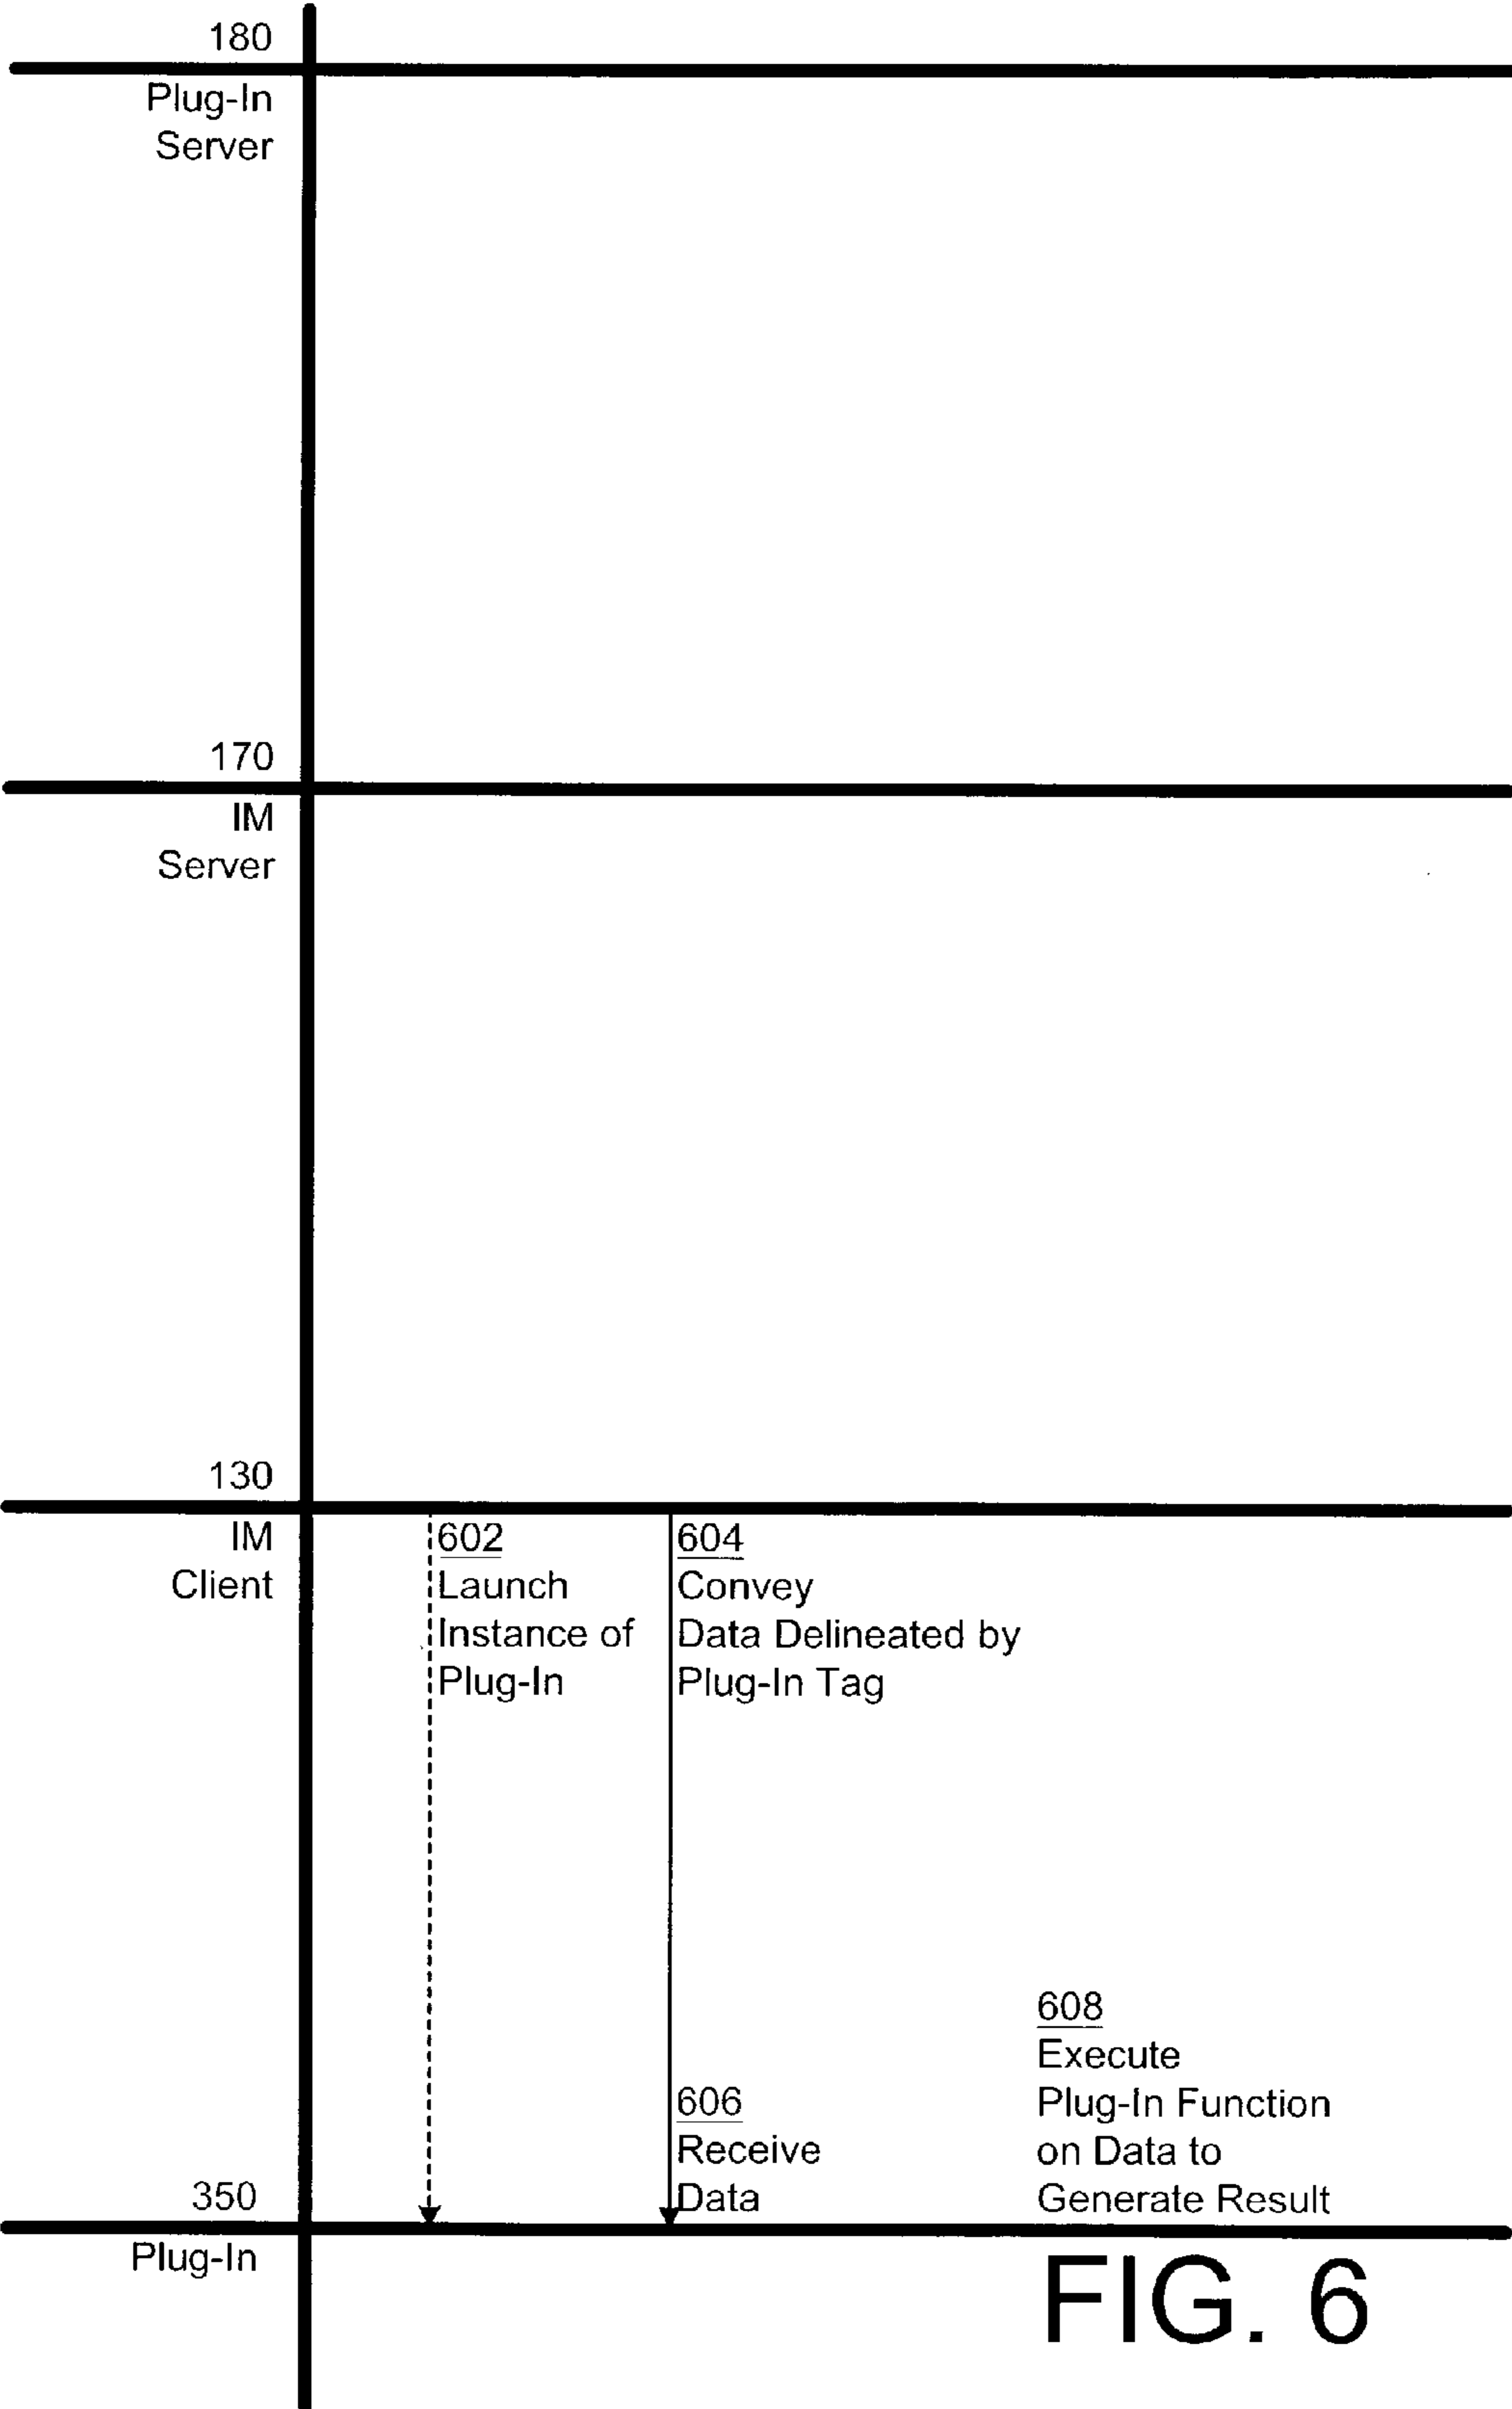 180
Plug-In
Server
170
IM
Server
130
IM
Client
602
Launch
Instance of
Plug-In
604
Convey
Data Delineated by
Plug-In Tag
606
Receive
Data
608
Execute
Plug-In Function
on Data to
Generate Result
350
Plug-In
FIG. 6